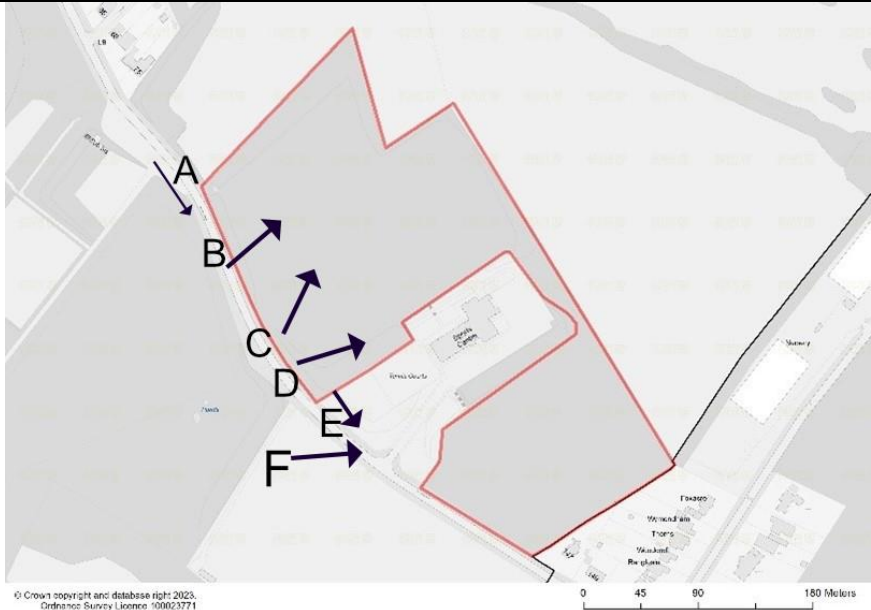 A
B
C
D
E
F
Sports
Centre
Tennis Courts
Ponds
Nursery
Foxacre
Wymondham
Thorns
Woodend
© Crown copyright and database right 2023.
Ordnance Survey Licence 100023771
0 45 90 180 Meters